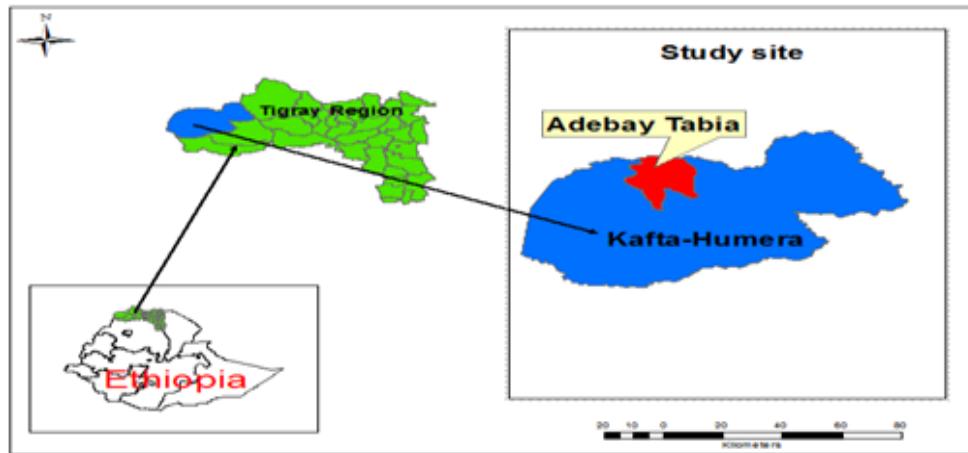 N
Study site
Tigray Region
Adebay Tabia
Kafta-Humera
Ethiopia
20 10 0 20 40 60 80
Kilometers